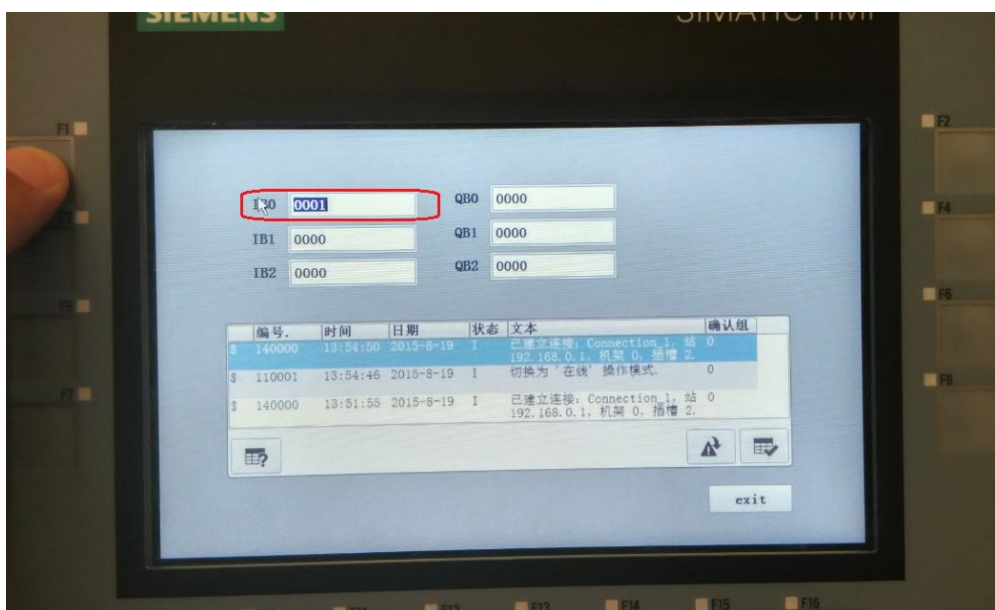 SIEMENS
SIMATIC HMI
F1
F2
F4
F6
F7
F8
IB0 0001
QB0 0000
IB1 0000
QB1 0000
IB2 0000
QB2 0000
编号. 时间 日期 状态 文本 确认组
$ 140000 13:54:50 2015-8-19 I 已建立连接: Connection_1, 站 0
192.168.0.1, 机架 0, 插槽 2.
$ 110001 13:54:46 2015-8-19 I 切换为 '在线' 操作模式. 0
$ 140000 13:51:55 2015-8-19 I 已建立连接: Connection_1, 站 0
192.168.0.1, 机架 0, 插槽 2.
exit
F12
F13
F14
F15
F16